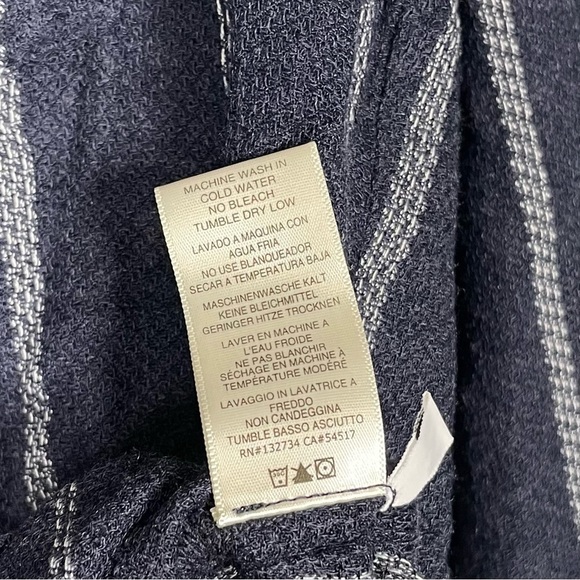 MACHINE WASH IN
COLD WATER
NO BLEACH
TUMBLE DRY LOW
LAVADO A MAQUINA CON
AGUA FRIA
NO USE BLANQUEADOR
SECAR A TEMPERATURA BAJA
MASCHINENWASCHE KALT
KEINE BLEICHMITTEL
GERINGER HITZE TROCKNEN
LAVER EN MACHINE A
L'EAU FROIDE
NE PAS BLANCHIR
SÉCHAGE EN MACHINE À
TEMPÉRATURE MODÉRÉ
LAVAGGIO IN LAVATRICE A
FREDDO
NON CANDEGGINA
TUMBLE BASSO ASCIUTTO
RN#132734 CA#54517